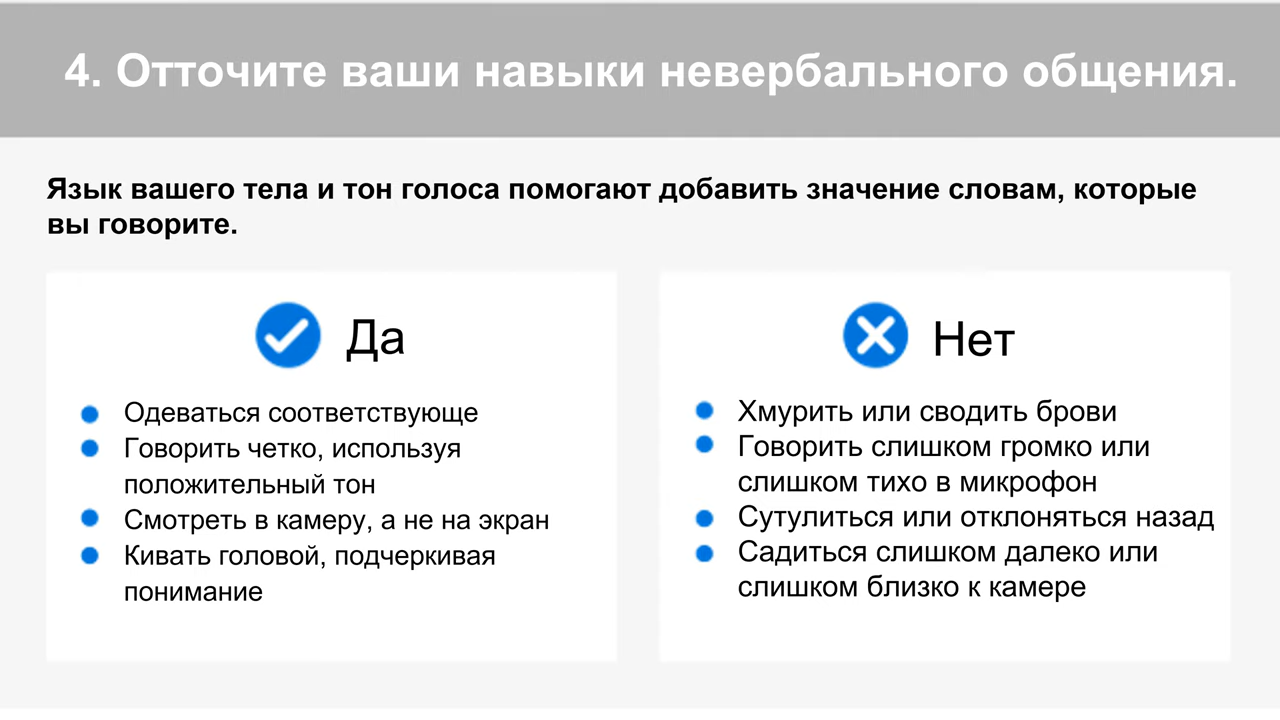 4. Отточите ваши навыки невербального общения.
Язык вашего тела и тон голоса помогают добавить значение словам, которые
вы говорите.
Да
Одеваться соответствующе
Говорить четко, используя
положительный тон
Смотреть в камеру, а не на экран
Кивать головой, подчеркивая
понимание
Нет
Хмурить или сводить брови
Говорить слишком громко или
слишком тихо в микрофон
Сутулиться или отклоняться назад
Садиться слишком далеко или
слишком близко к камере